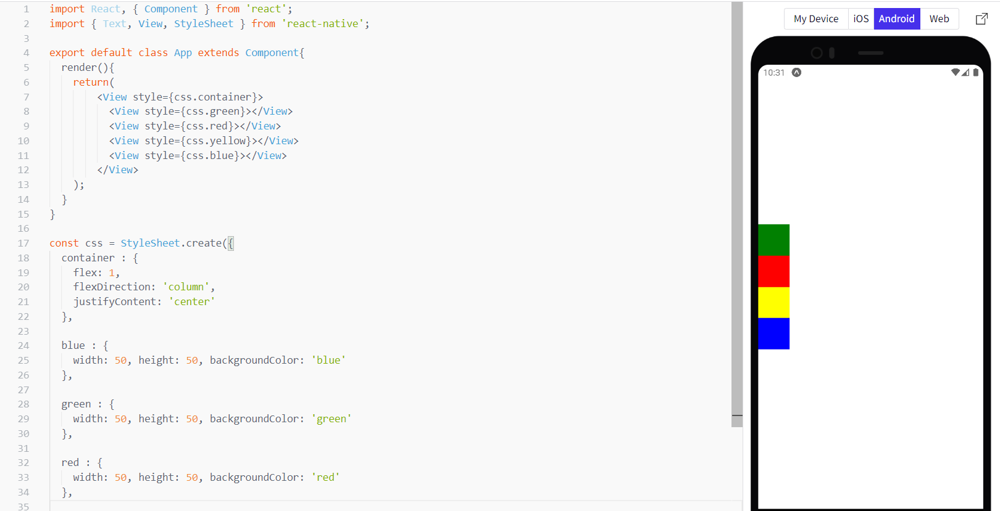 1 import React, { Component } from 'react';
2 import { Text, View, StyleSheet } from 'react-native';
3
4 export default class App extends Component{
5 render(){
6 return(
7 <View style={css.container}>
8 <View style={css.green}></View>
9 <View style={css.red}></View>
10 <View style={css.yellow}></View>
11 <View style={css.blue}></View>
12 </View>
13 );
14 }
15 }
16
17 const css = StyleSheet.create({
18 container : {
19 flex: 1,
20 flexDirection: 'column',
21 justifyContent: 'center'
22 },
23
24 blue : {
25 width: 50, height: 50, backgroundColor: 'blue'
26 },
27
28 green : {
29 width: 50, height: 50, backgroundColor: 'green'
30 },
31
32 red : {
33 width: 50, height: 50, backgroundColor: 'red'
34 },
35
My Device iOS Android Web
10:31